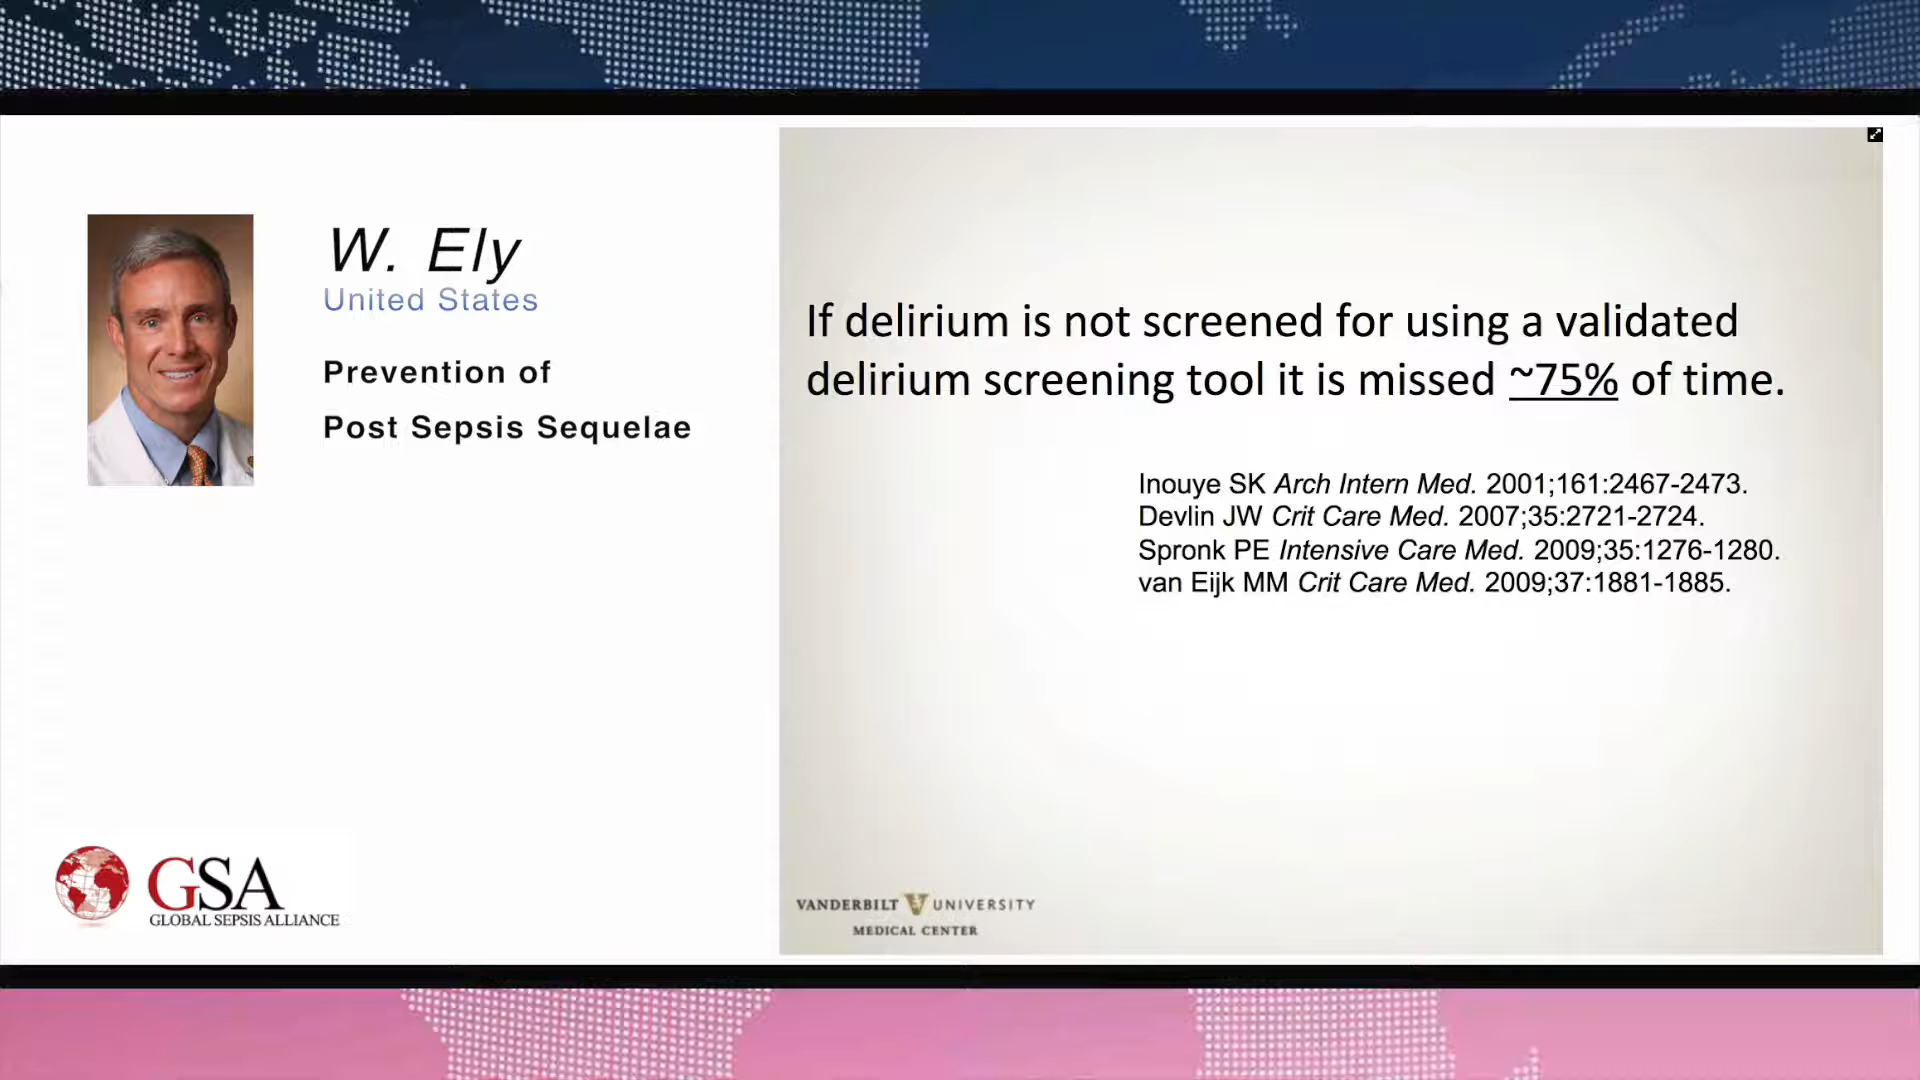 W. Ely
United States
Prevention of
Post Sepsis Sequelae
GSA
GLOBAL SEPSIS ALLIANCE
If delirium is not screened for using a validated
delirium screening tool it is missed ~75% of time.
Inouye SK Arch Intern Med. 2001;161:2467-2473.
Devlin JW Crit Care Med. 2007;35:2721-2724.
Spronk PE Intensive Care Med. 2009;35:1276-1280.
van Eijk MM Crit Care Med. 2009;37:1881-1885.
VANDERBILT V UNIVERSITY
MEDICAL CENTER